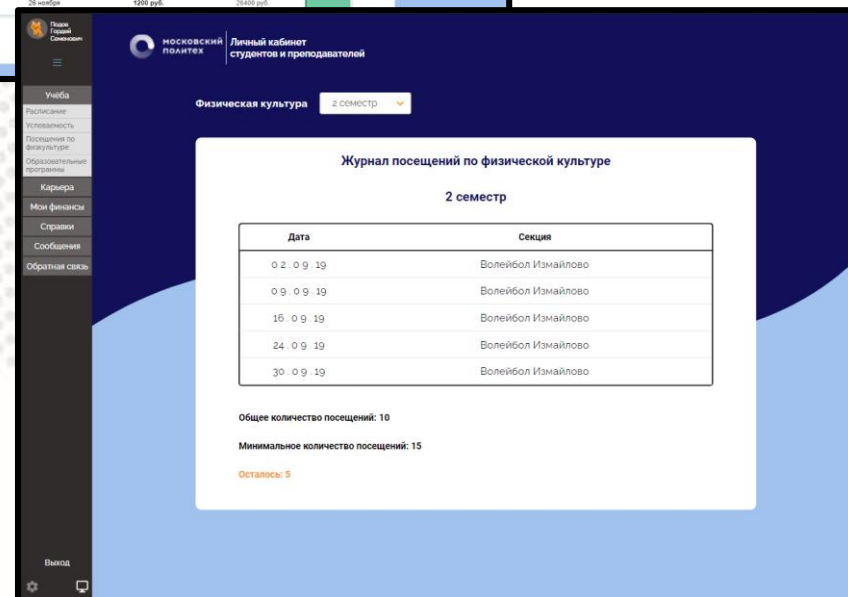 26 ноября 1200 руб. 26400 руб.
Подов
Гордей
Семенович
МОСКОВСКИЙ
ПОЛИТЕХ
Личный кабинет
студентов и преподавателей
Учёба
Расписание
Успеваемость
Посещения по
физкультуре
Образовательные
программы
Карьера
Мои финансы
Справки
Сообщения
Обратная связь
Выход
Физическая культура 2 семестр
Журнал посещений по физической культуре
2 семестр
Дата Секция
02.09.19 Волейбол Измайлово
09.09.19 Волейбол Измайлово
16.09.19 Волейбол Измайлово
24.09.19 Волейбол Измайлово
30.09.19 Волейбол Измайлово
Общее количество посещений: 10
Минимальное количество посещений: 15
Осталось: 5